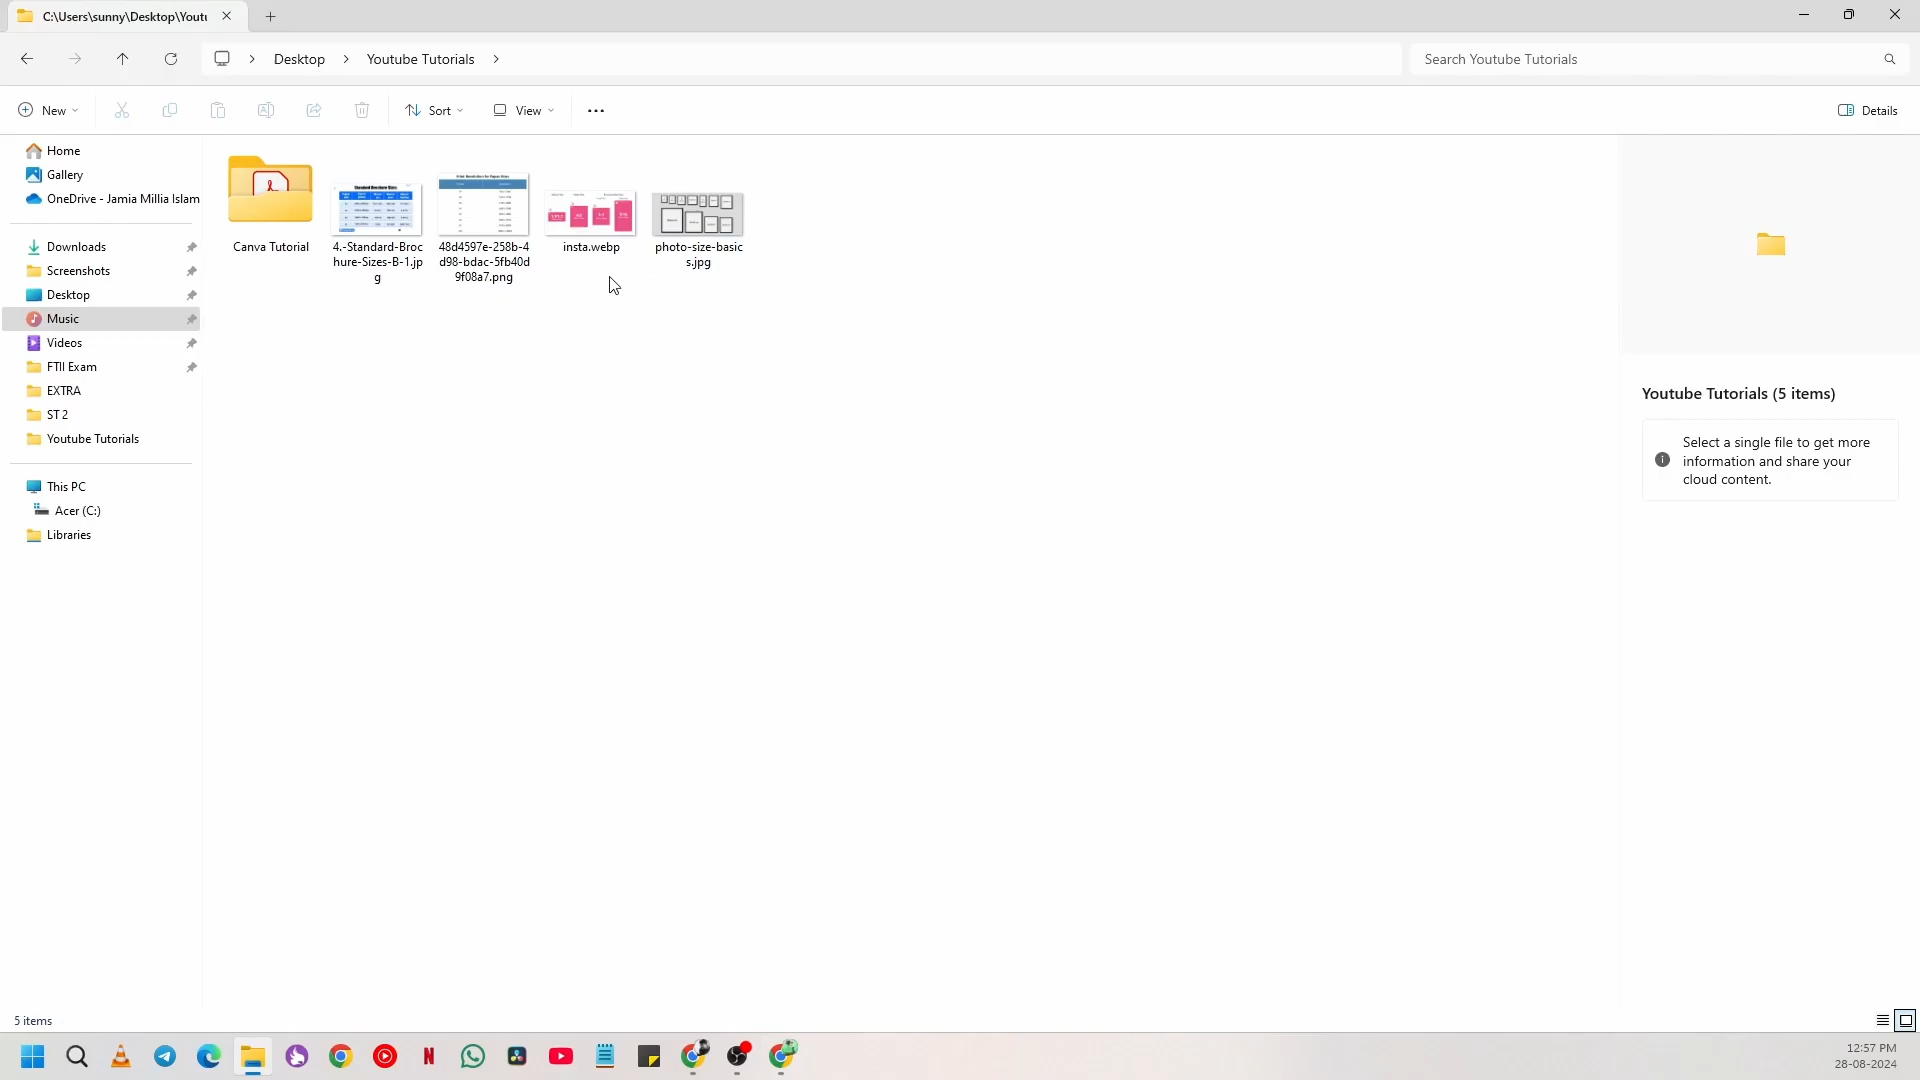 C:\Users\sunny\Desktop\Youtu
Desktop
Youtube Tutorials
Search Youtube Tutorials
New
Sort
View
Details
Home
Gallery
OneDrive - Jamia Millia Islam
Downloads
Screenshots
Desktop
Music
Videos
FTII Exam
EXTRA
ST 2
Youtube Tutorials
This PC
Acer (C:)
Libraries
Canva Tutorial
4.-Standard-Broc
hure-Sizes-B-1.jp
g
48d4597e-258b-4
d98-bdac-5fb40d
9f08a7.png
insta.webp
photo-size-basic
s.jpg
Youtube Tutorials (5 items)
Select a single file to get more
information and share your
cloud content.
5 items
12:57 PM
28-08-2024